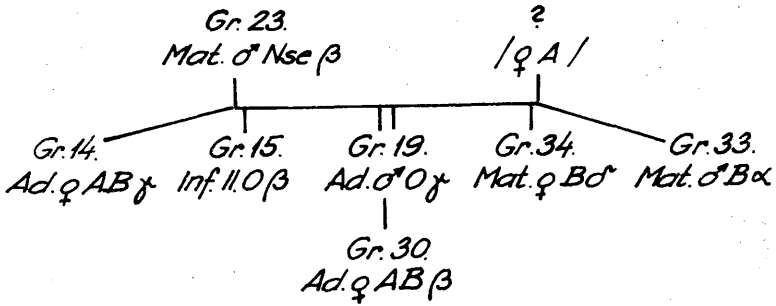 Gr. 23.
Mat. ♂ Nse β
?
/ ♀ A /
Gr. 14.
Ad. ♀ AB γ
Gr. 15.
Inf. II. O β
Gr. 19.
Ad. ♂ O γ
Gr. 34.
Mat. ♀ B σ
Gr. 33.
Mat. ♂ B α
Gr. 30.
Ad. ♀ AB β